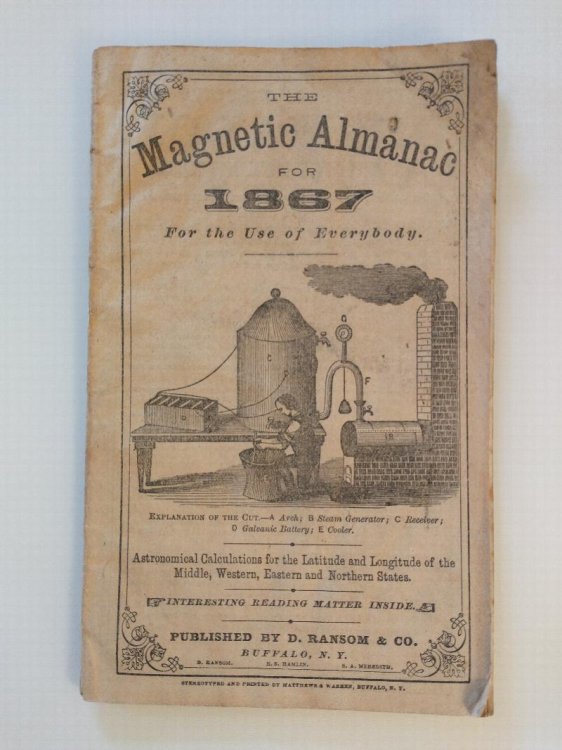 THE
Magnetic Almanac
FOR
1867
For the Use of Everybody.
G
C
F
B
EXPLANATION OF THE CUT.—A Arch; B Steam Generator; C Receiver;
D Galvanic Battery; E Cooler.
Astronomical Calculations for the Latitude and Longitude of the
Middle, Western, Eastern and Northern States.
INTERESTING READING MATTER INSIDE.
PUBLISHED BY D. RANSOM & CO.
BUFFALO, N. Y.
D. RANSOM. H. S. HAMLIN. S. A. MEREDITH.
STEREOTYPED AND PRINTED BY MATTHEWS & WARREN, BUFFALO, N. Y.